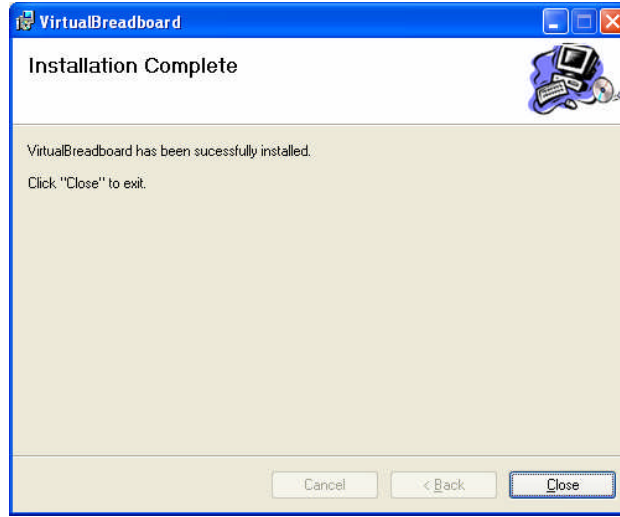 VirtualBreadboard
Installation Complete
VirtualBreadboard has been sucessfully installed.
Click "Close" to exit.
Cancel
< Back
Close